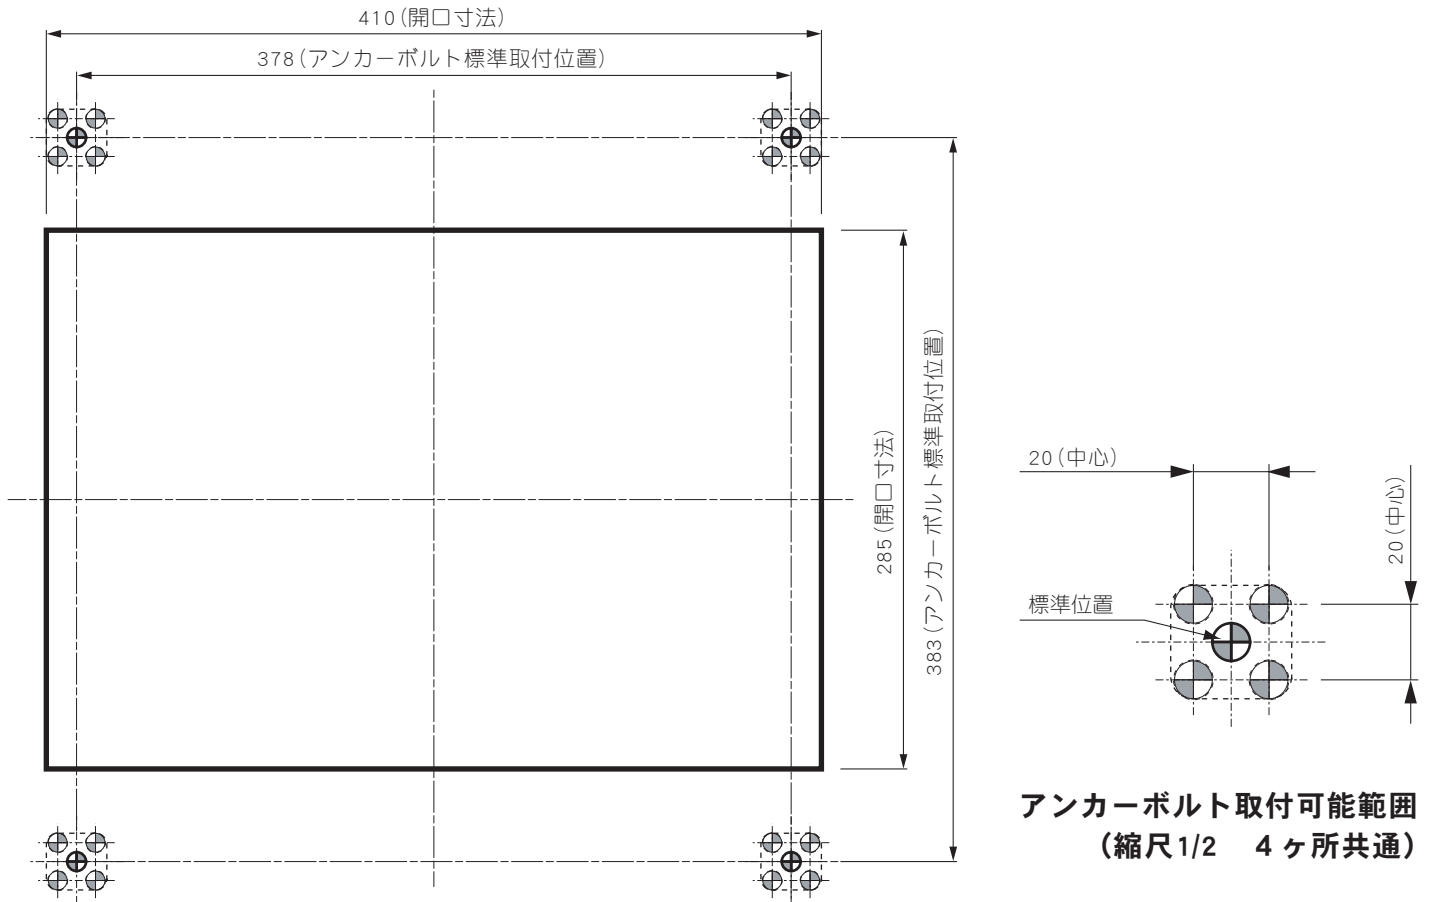 410(開口寸法)
378(アンカーボルト標準取付位置)
285(開口寸法)
383(アンカーボルト標準取付位置)
20(中心)
20(中心)
標準位置
アンカーボルト取付可能範囲
(縮尺1/2 4ヶ所共通)